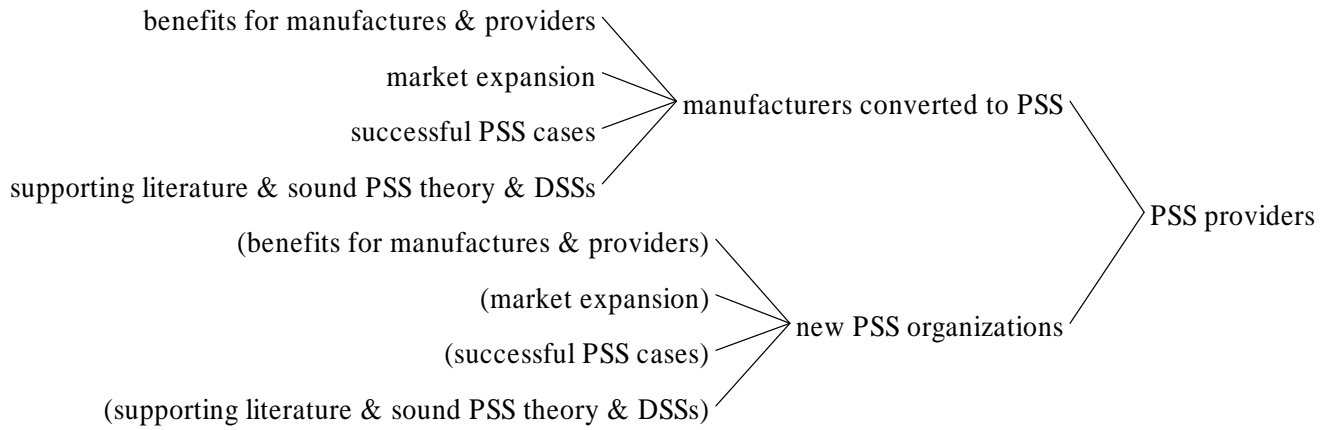 benefits for manufactures & providers
market expansion
manufacturers converted to PSS
successful PSS cases
supporting literature & sound PSS theory & DSSs
PSS providers
(benefits for manufactures & providers)
(market expansion)
new PSS organizations
(successful PSS cases)
(supporting literature & sound PSS theory & DSSs)